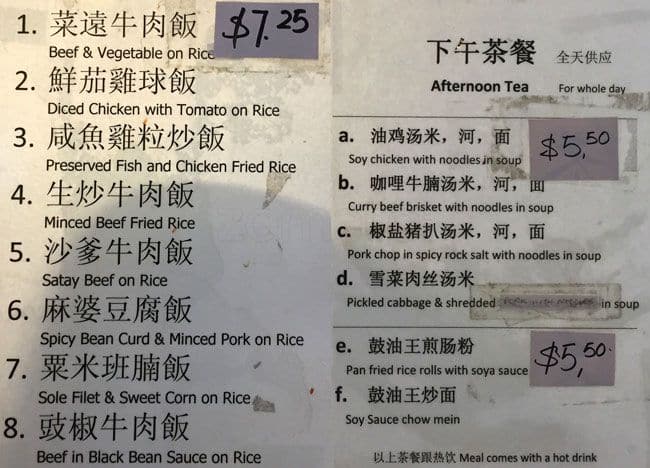 1. 菜遠牛肉飯 $7.25
Beef & Vegetable on Rice
2. 鮮茄雞球飯
Diced Chicken with Tomato on Rice
3. 咸魚雞粒炒飯
Preserved Fish and Chicken Fried Rice
4. 生炒牛肉飯
Minced Beef Fried Rice
5. 沙爹牛肉飯
Satay Beef on Rice
6. 麻婆豆腐飯
Spicy Bean Curd & Minced Pork on Rice
7. 粟米班腩飯
Sole Filet & Sweet Corn on Rice
8. 豉椒牛肉飯
Beef in Black Bean Sauce on Rice
下午茶餐 全天供应
Afternoon Tea For whole day
a. 油鸡汤米，河，面 $5,50
Soy chicken with noodles in soup
b. 咖哩牛腩汤米，河，面
Curry beef brisket with noodles in soup
c. 椒盐猪扒汤米，河，面
Pork chop in spicy rock salt with noodles in soup
d. 雪菜肉丝汤米
Pickled cabbage & shredded PORK WITH NOODLES in soup
e. 鼓油王煎肠粉 $5,50
Pan fried rice rolls with soya sauce
f. 鼓油王炒面
Soy Sauce chow mein
以上茶餐跟热饮 Meal comes with a hot drink